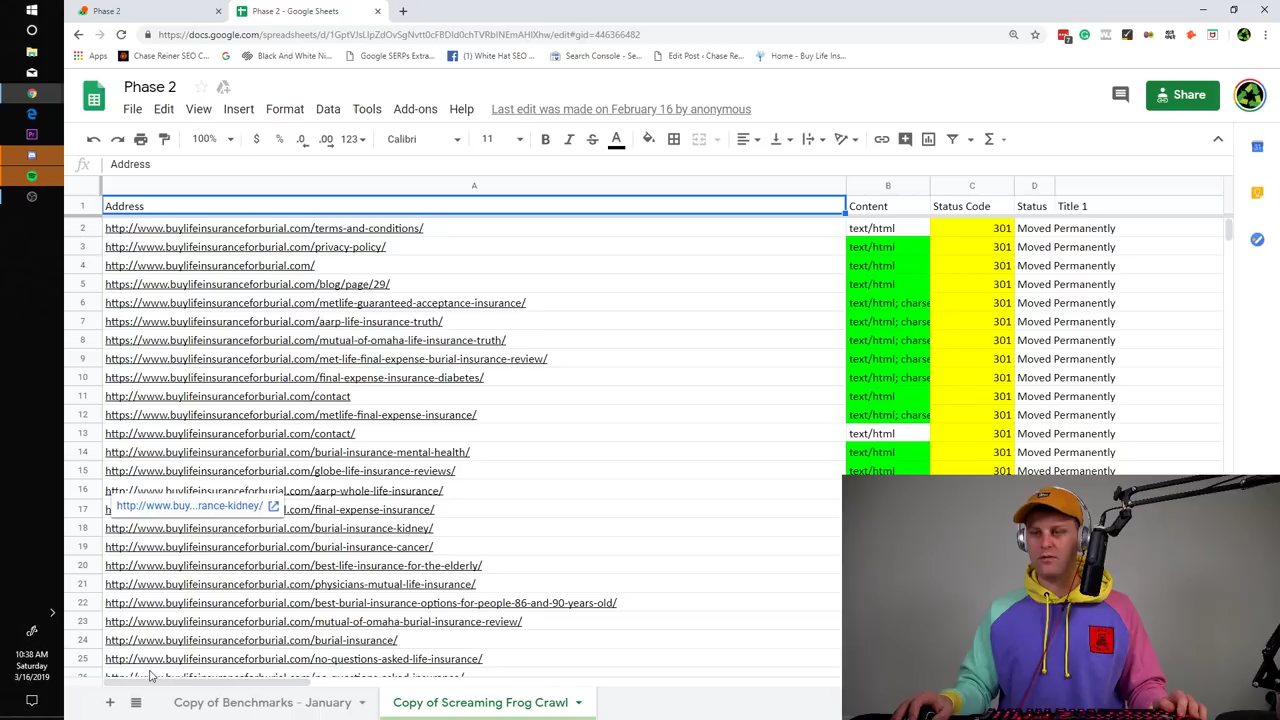 Phase 2
Phase 2 - Google Sheets
https://docs.google.com/spreadsheets/d/1GptVJsLlpZdOvSgNvtt0cFBDId0chTVRbINEmAHIXhw/edit#gid=446366482
Apps
Chase Reiner SEO C...
Black And White Nin...
Google SERPs Extra...
(1) White Hat SEO ...
Search Console - Se...
Edit Post ‹ Chase Re...
Home - Buy Life Ins...
Phase 2
File Edit View Insert Format Data Tools Add-ons Help Last edit was made on February 16 by anonymous
Share
100% $ % .0 .00 123 Calibri 11 B I S A
fx Address
A B C D
1 Address Content Status Code Status Title 1
2 http://www.buylifeinsuranceforburial.com/terms-and-conditions/ text/html 301 Moved Permanently
3 http://www.buylifeinsuranceforburial.com/privacy-policy/ text/html 301 Moved Permanently
4 http://www.buylifeinsuranceforburial.com/ text/html 301 Moved Permanently
5 https://www.buylifeinsuranceforburial.com/blog/page/29/ text/html 301 Moved Permanently
6 https://www.buylifeinsuranceforburial.com/metlife-guaranteed-acceptance-insurance/ text/html; charse 301 Moved Permanently
7 https://www.buylifeinsuranceforburial.com/aarp-life-insurance-truth/ text/html; charse 301 Moved Permanently
8 https://www.buylifeinsuranceforburial.com/mutual-of-omaha-life-insurance-truth/ text/html; charse 301 Moved Permanently
9 https://www.buylifeinsuranceforburial.com/met-life-final-expense-burial-insurance-review/ text/html; charse 301 Moved Permanently
10 https://www.buylifeinsuranceforburial.com/final-expense-insurance-diabetes/ text/html; charse 301 Moved Permanently
11 https://www.buylifeinsuranceforburial.com/contact text/html 301 Moved Permanently
12 https://www.buylifeinsuranceforburial.com/metlife-final-expense-insurance/ text/html; charse 301 Moved Permanently
13 http://www.buylifeinsuranceforburial.com/contact/ text/html 301 Moved Permanently
14 http://www.buylifeinsuranceforburial.com/burial-insurance-mental-health/ text/html 301 Moved Permanently
15 http://www.buylifeinsuranceforburial.com/globe-life-insurance-reviews/ text/html 301 Moved Permanently
16 http://www.buylifeinsuranceforburial.com/aarp-whole-life-insurance/
http://www.buy...rance-kidney/
17 l.com/final-expense-insurance/
18 http://www.buylifeinsuranceforburial.com/burial-insurance-kidney/
19 http://www.buylifeinsuranceforburial.com/burial-insurance-cancer/
20 http://www.buylifeinsuranceforburial.com/best-life-insurance-for-the-elderly/
21 http://www.buylifeinsuranceforburial.com/physicians-mutual-life-insurance/
22 http://www.buylifeinsuranceforburial.com/best-burial-insurance-options-for-people-86-and-90-years-old/
23 http://www.buylifeinsuranceforburial.com/mutual-of-omaha-burial-insurance-review/
24 http://www.buylifeinsuranceforburial.com/burial-insurance/
25 http://www.buylifeinsuranceforburial.com/no-questions-asked-life-insurance/
10:38 AM
Saturday
3/16/2019
Copy of Benchmarks - January
Copy of Screaming Frog Crawl